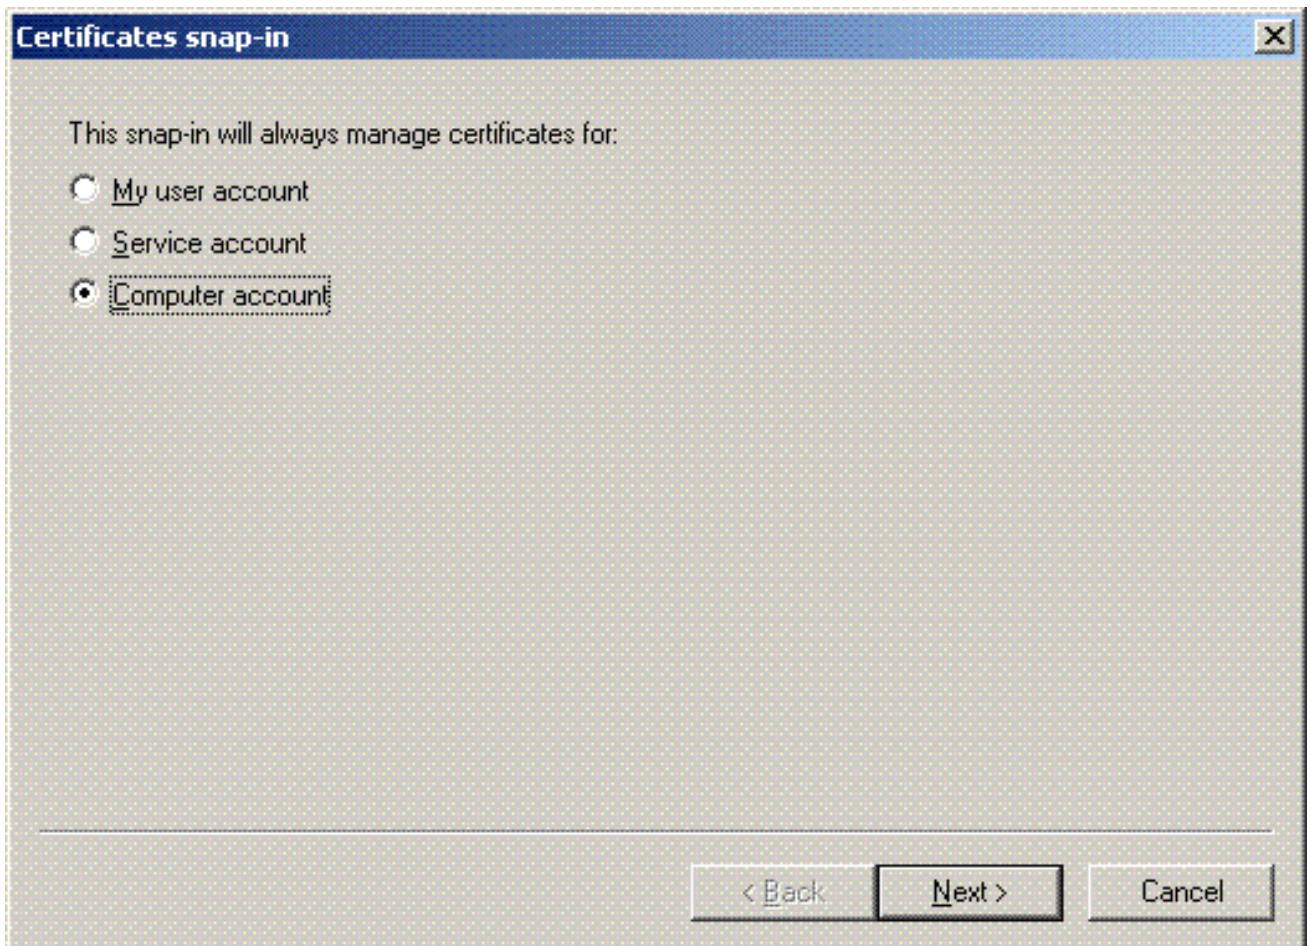 Certificates snap-in
This snap-in will always manage certificates for:
My user account
Service account
Computer account
< Back
Next >
Cancel